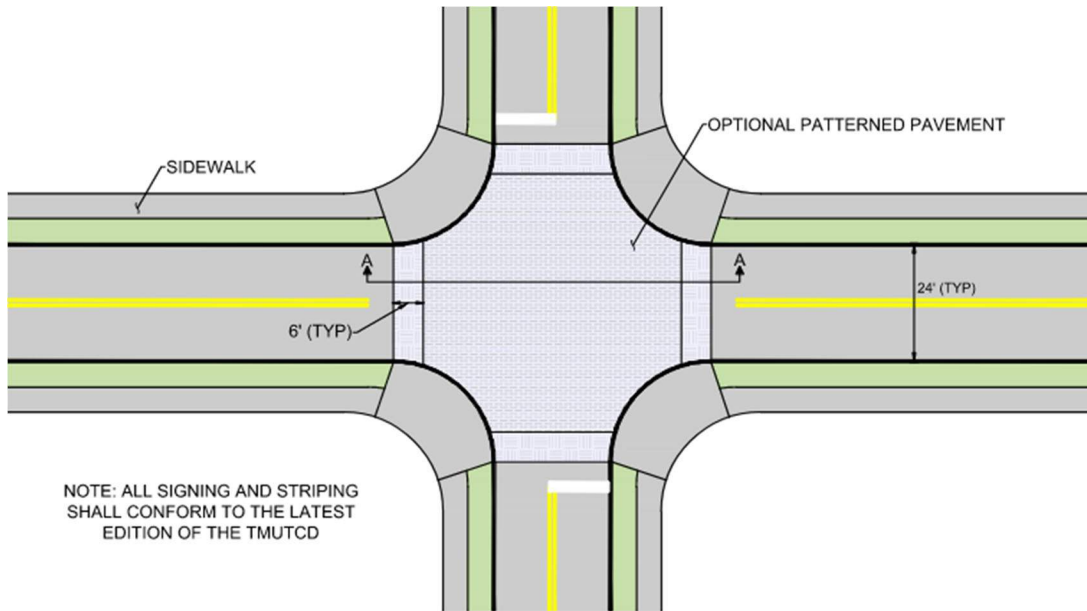 OPTIONAL PATTERNED PAVEMENT
SIDEWALK
A
A
24' (TYP)
6' (TYP)
NOTE: ALL SIGNING AND STRIPING
SHALL CONFORM TO THE LATEST
EDITION OF THE TMUTCD